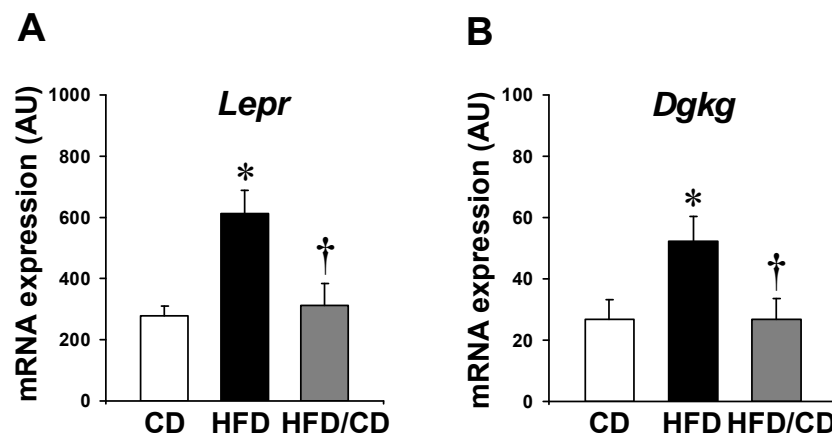 A
Lepr
mRNA expression (AU)
1000
800
600
400
200
0
*
†
CD HFD HFD/CD
B
Dgkg
mRNA expression (AU)
100
80
60
40
20
0
*
†
CD HFD HFD/CD